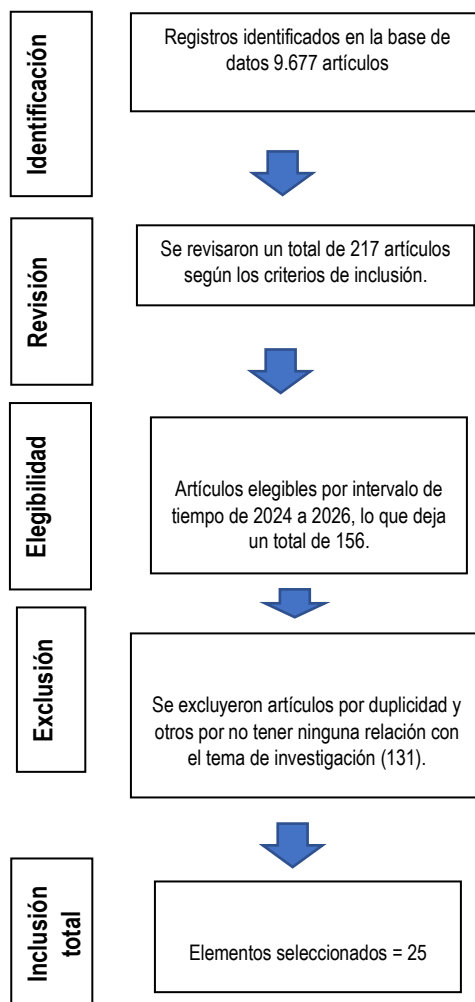 Identificación
Registros identificados en la base de
datos 9.677 artículos
Revisión
Se revisaron un total de 217 artículos
según los criterios de inclusión.
Elegibilidad
Artículos elegibles por intervalo de
tiempo de 2024 a 2026, lo que deja
un total de 156.
Exclusión
Se excluyeron artículos por duplicidad y
otros por no tener ninguna relación con
el tema de investigación (131).
Inclusión
total
Elementos seleccionados = 25